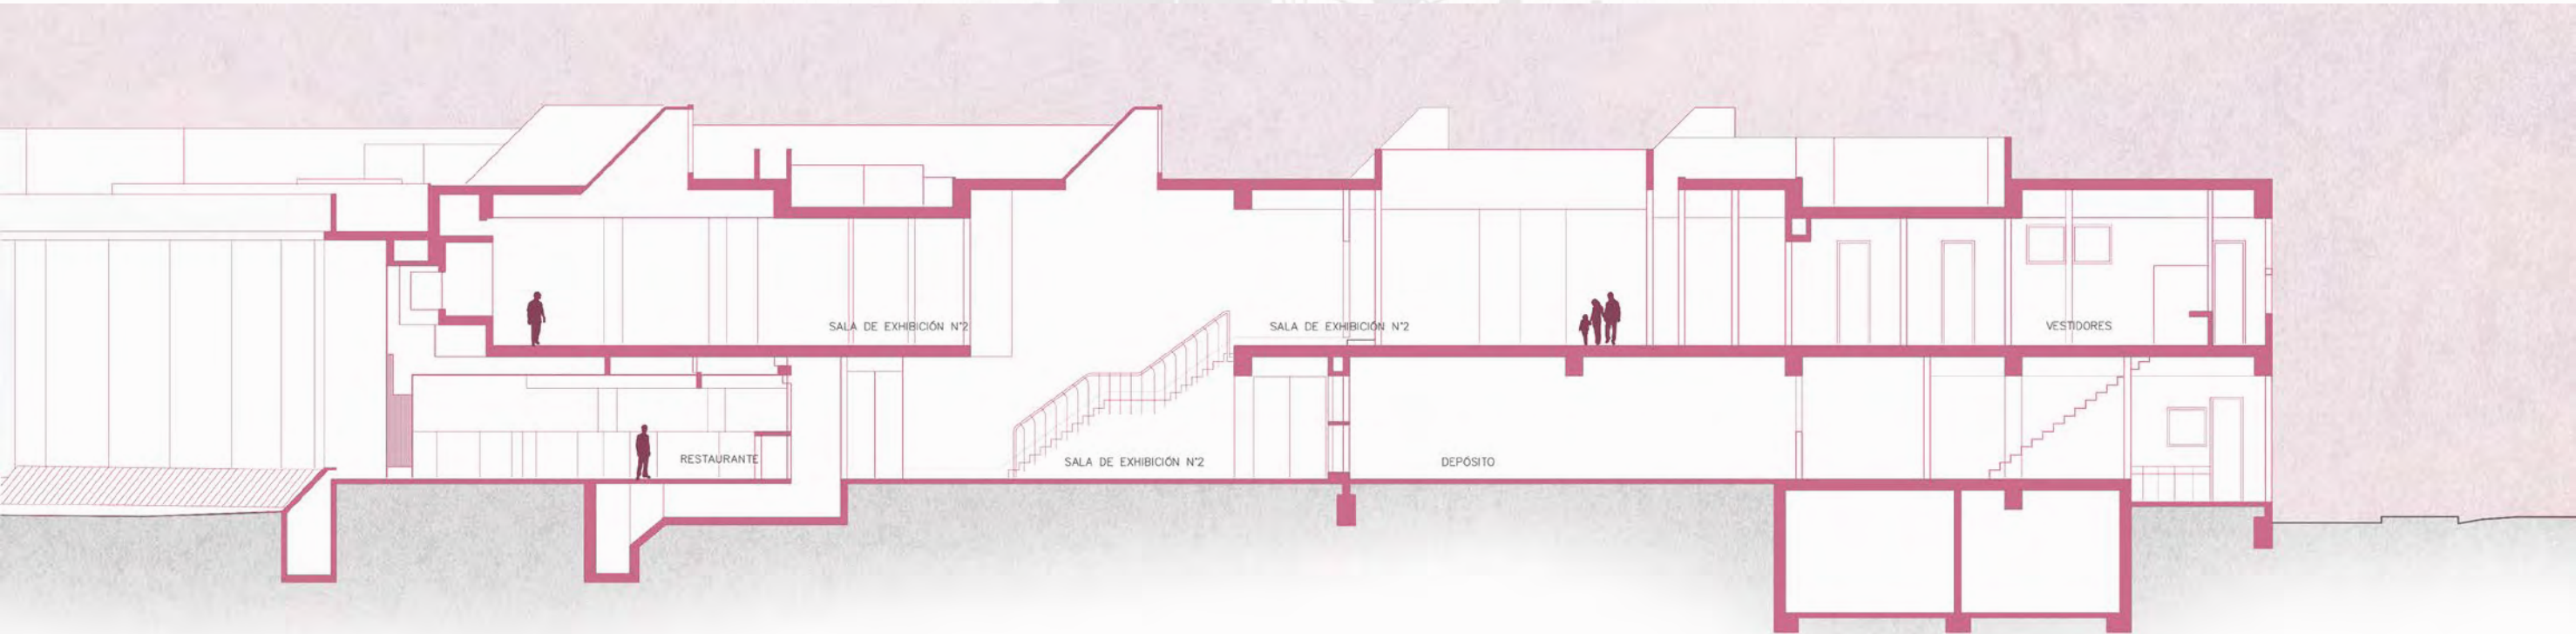 SALA DE EXHIBICIÓN N°2
SALA DE EXHIBICIÓN N°2
VESTIDORES
RESTAURANTE
SALA DE EXHIBICIÓN N°2
DEPÓSITO